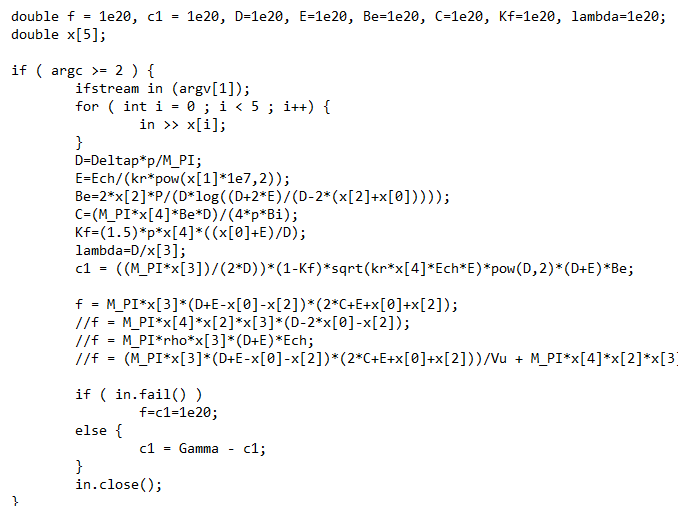 double f = 1e20, c1 = 1e20, D=1e20, E=1e20, Be=1e20, C=1e20, Kf=1e20, lambda=1e20;
double x[5];
if ( argc >= 2 ) {
ifstream in (argv[1]);
for ( int i = 0 ; i < 5 ; i++) {
in >> x[i];
}
D=Deltap*p/M_PI;
E=Ech/(kr*pow(x[1]*1e7,2));
Be=2*x[2]*P/(D*log((D+2*E)/(D-2*(x[2]+x[0]))));
C=(M_PI*x[4]*Be*D)/(4*p*Bi);
Kf=(1.5)*p*x[4]*((x[0]+E)/D);
lambda=D/x[3];
c1 = ((M_PI*x[3])/(2*D))*(1-Kf)*sqrt(kr*x[4]*Ech*E)*pow(D,2)*(D+E)*Be;
f = M_PI*x[3]*(D+E-x[0]-x[2])*(2*C+E+x[0]+x[2]);
//f = M_PI*x[4]*x[2]*x[3]*(D-2*x[0]-x[2]);
//f = M_PI*rho*x[3]*(D+E)*Ech;
//f = (M_PI*x[3]*(D+E-x[0]-x[2])*(2*C+E+x[0]+x[2]))/Vu + M_PI*x[4]*x[2]*x[3]
if ( in.fail() )
f=c1=1e20;
else {
c1 = Gamma - c1;
}
in.close();
}